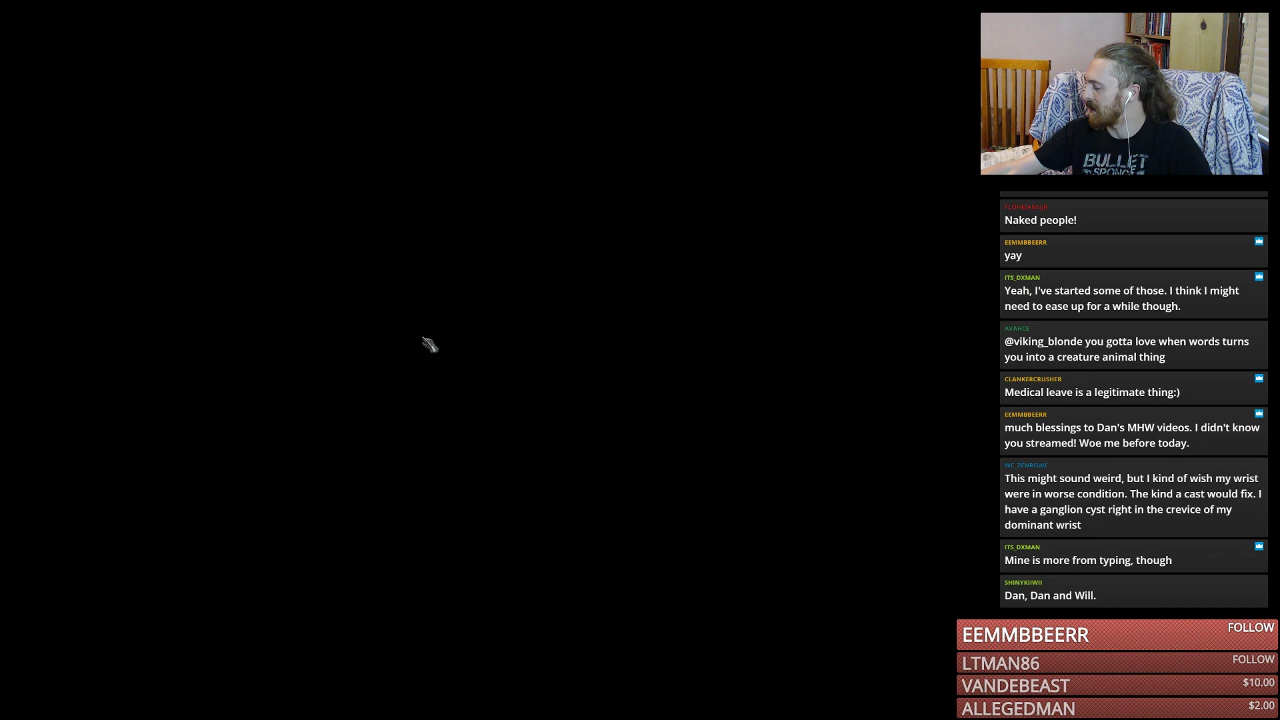 BULLET
SPONGE
FLOHMANSUR
Naked people!
EEMMBBEERR
yay
ITS_DXMAN
Yeah, I've started some of those. I think I might
need to ease up for a while though.
AVAHCE
@viking_blonde you gotta love when words turns
you into a creature animal thing
CLANKERCRUSHER
Medical leave is a legitimate thing:)
EEMMBBEERR
much blessings to Dan's MHW videos. I didn't know
you streamed! Woe me before today.
WC_ZENROWE
This might sound weird, but I kind of wish my wrist
were in worse condition. The kind a cast would fix. I
have a ganglion cyst right in the crevice of my
dominant wrist
ITS_DXMAN
Mine is more from typing, though
SHINYKIIWII
Dan, Dan and Will.
EEMMBBEERR FOLLOW
LTMAN86 FOLLOW
VANDEBEAST $10.00
ALLEGEDMAN $2.00